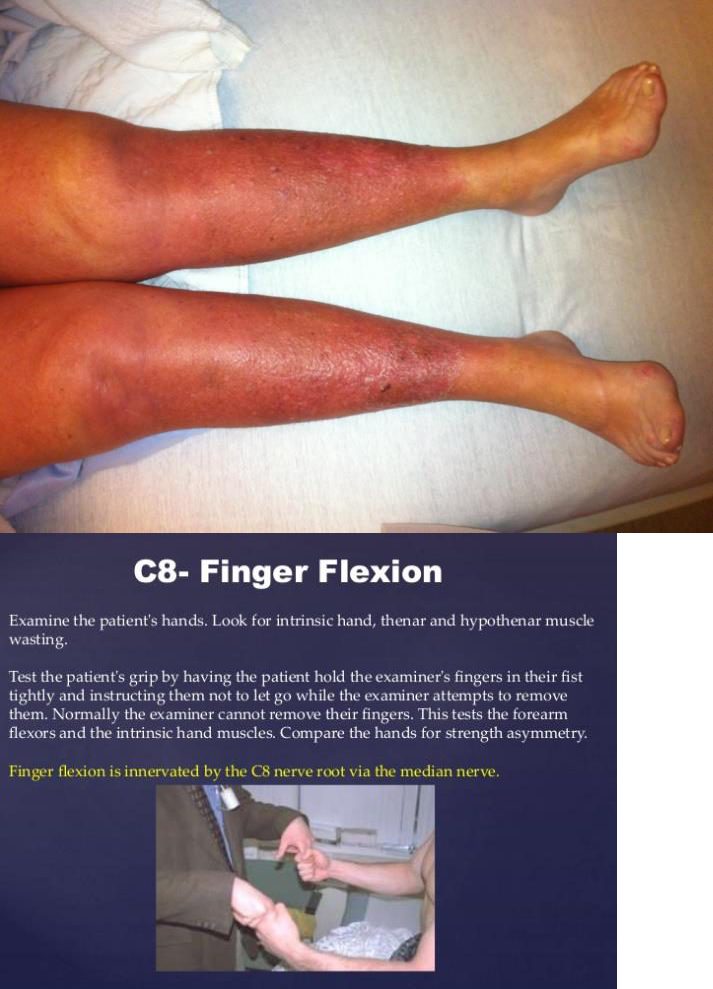 C8- Finger Flexion
Examine the patient's hands. Look for intrinsic hand, thenar and hypothenar muscle
wasting.
Test the patient's grip by having the patient hold the examiner's fingers in their fist
tightly and instructing them not to let go while the examiner attempts to remove
them. Normally the examiner cannot remove their fingers. This tests the forearm
flexors and the intrinsic hand muscles. Compare the hands for strength asymmetry.
Finger flexion is innervated by the C8 nerve root via the median nerve.